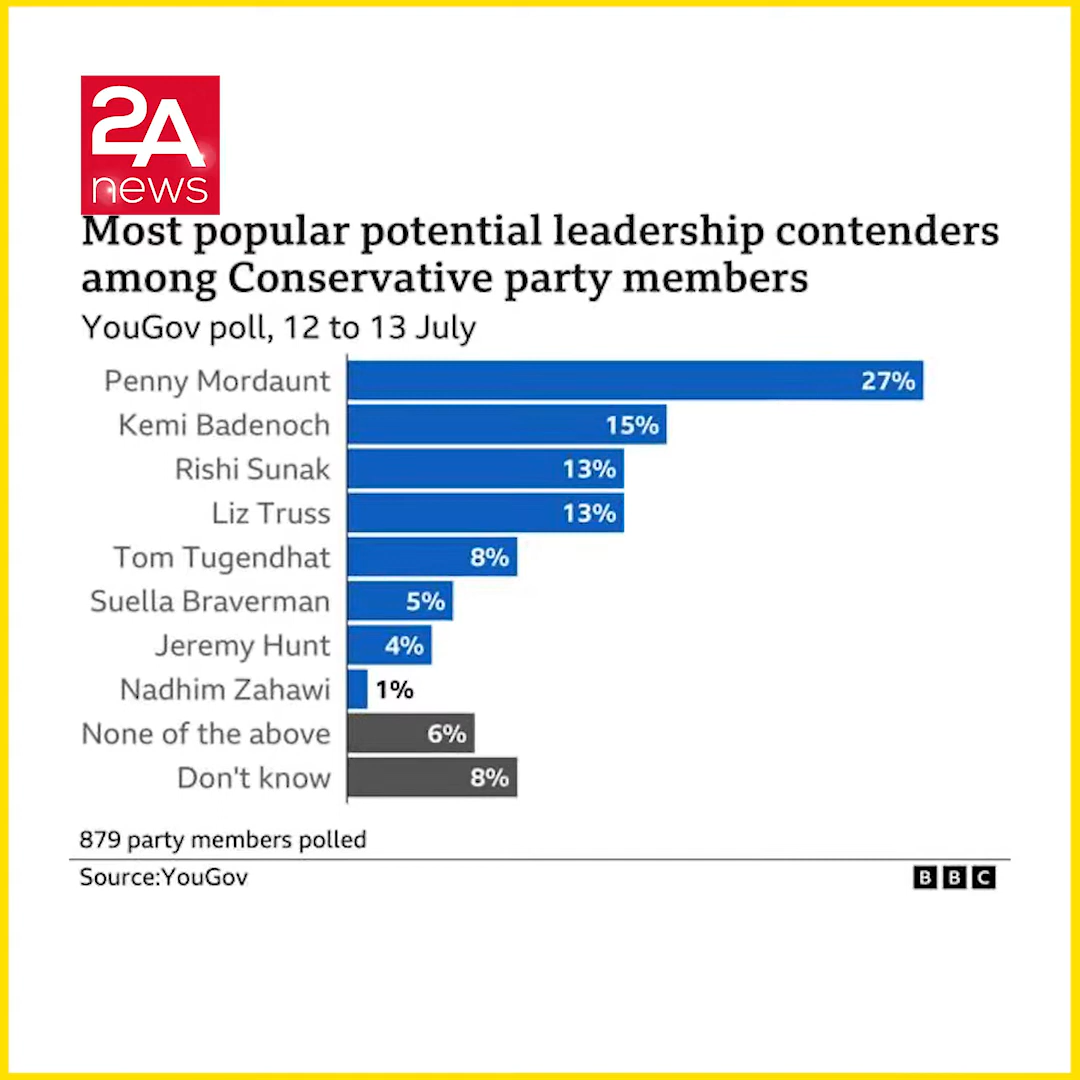 2A
news
Most popular potential leadership contenders
among Conservative party members
YouGov poll, 12 to 13 July
Penny Mordaunt 27%
Kemi Badenoch 15%
Rishi Sunak 13%
Liz Truss 13%
Tom Tugendhat 8%
Suella Braverman 5%
Jeremy Hunt 4%
Nadhim Zahawi 1%
None of the above 6%
Don't know 8%
879 party members polled
Source:YouGov BBC